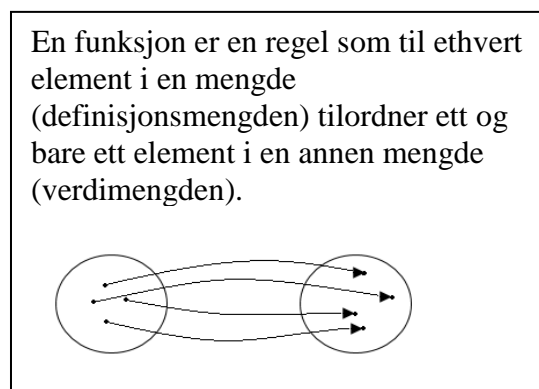 En funksjon er en regel som til ethvert
element i en mengde
(definisjonsmengden) tilordner ett og
bare ett element i en annen mengde
(verdimengden).